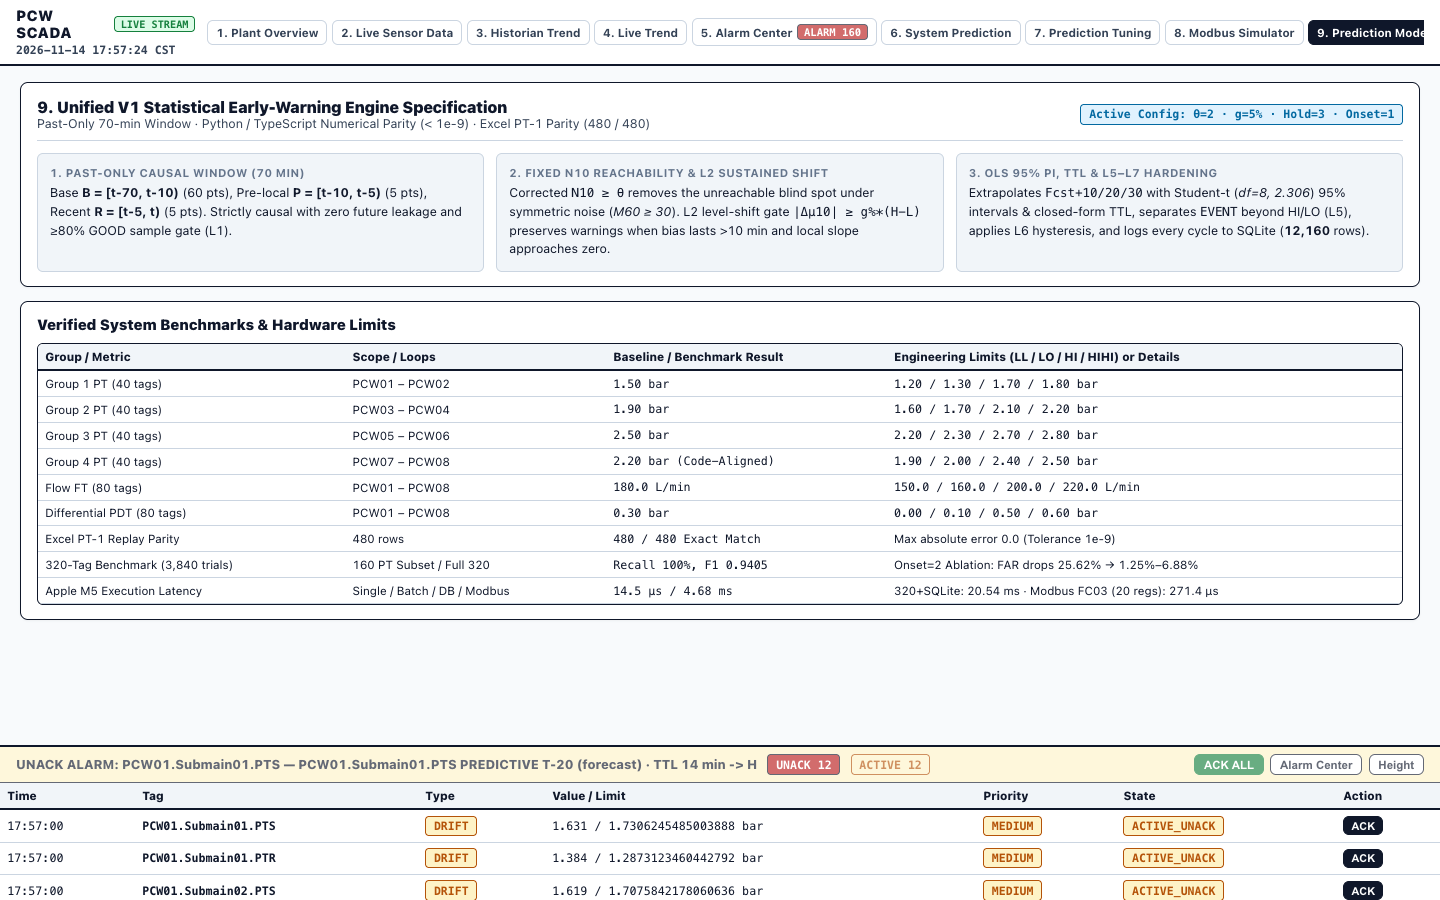 PCW
SCADA
LIVE STREAM
2026-11-14 17:57:24 CST
1. Plant Overview
2. Live Sensor Data
3. Historian Trend
4. Live Trend
5. Alarm Center ALARM 160
6. System Prediction
7. Prediction Tuning
8. Modbus Simulator
9. Prediction Mode
9. Unified V1 Statistical Early-Warning Engine Specification
Past-Only 70-min Window · Python / TypeScript Numerical Parity (< 1e-9) · Excel PT-1 Parity (480 / 480)
Active Config: θ=2 · g=5% · Hold=3 · Onset=1
1. PAST-ONLY CAUSAL WINDOW (70 MIN)
Base B = [t-70, t-10) (60 pts), Pre-local P = [t-10, t-5) (5 pts),
Recent R = [t-5, t) (5 pts). Strictly causal with zero future leakage and
≥80% GOOD sample gate (L1).
2. FIXED N10 REACHABILITY & L2 SUSTAINED SHIFT
Corrected N10 ≥ θ removes the unreachable blind spot under
symmetric noise (M60 ≥ 30). L2 level-shift gate |Δμ10| ≥ g%*(H-L)
preserves warnings when bias lasts >10 min and local slope
approaches zero.
3. OLS 95% PI, TTL & L5–L7 HARDENING
Extrapolates Fcst+10/20/30 with Student-t (df=8, 2.306) 95%
intervals & closed-form TTL, separates EVENT beyond HI/LO (L5),
applies L6 hysteresis, and logs every cycle to SQLite (12,160 rows).
Verified System Benchmarks & Hardware Limits
Group / Metric Scope / Loops Baseline / Benchmark Result Engineering Limits (LL / LO / HI / HIHI) or Details
Group 1 PT (40 tags) PCW01 – PCW02 1.50 bar 1.20 / 1.30 / 1.70 / 1.80 bar
Group 2 PT (40 tags) PCW03 – PCW04 1.90 bar 1.60 / 1.70 / 2.10 / 2.20 bar
Group 3 PT (40 tags) PCW05 – PCW06 2.50 bar 2.20 / 2.30 / 2.70 / 2.80 bar
Group 4 PT (40 tags) PCW07 – PCW08 2.20 bar (Code-Aligned) 1.90 / 2.00 / 2.40 / 2.50 bar
Flow FT (80 tags) PCW01 – PCW08 180.0 L/min 150.0 / 160.0 / 200.0 / 220.0 L/min
Differential PDT (80 tags) PCW01 – PCW08 0.30 bar 0.00 / 0.10 / 0.50 / 0.60 bar
Excel PT-1 Replay Parity 480 rows 480 / 480 Exact Match Max absolute error 0.0 (Tolerance 1e-9)
320-Tag Benchmark (3,840 trials) 160 PT Subset / Full 320 Recall 100%, F1 0.9405 Onset=2 Ablation: FAR drops 25.62% → 1.25%–6.88%
Apple M5 Execution Latency Single / Batch / DB / Modbus 14.5 μs / 4.68 ms 320+SQLite: 20.54 ms · Modbus FC03 (20 regs): 271.4 μs
UNACK ALARM: PCW01.Submain01.PTS — PCW01.Submain01.PTS PREDICTIVE T-20 (forecast) · TTL 14 min -> H UNACK 12 ACTIVE 12 ACK ALL Alarm Center Height
Time Tag Type Value / Limit Priority State Action
17:57:00 PCW01.Submain01.PTS DRIFT 1.631 / 1.7306245485003888 bar MEDIUM ACTIVE_UNACK ACK
17:57:00 PCW01.Submain01.PTR DRIFT 1.384 / 1.2873123460442792 bar MEDIUM ACTIVE_UNACK ACK
17:57:00 PCW01.Submain02.PTS DRIFT 1.619 / 1.7075842178060636 bar MEDIUM ACTIVE_UNACK ACK